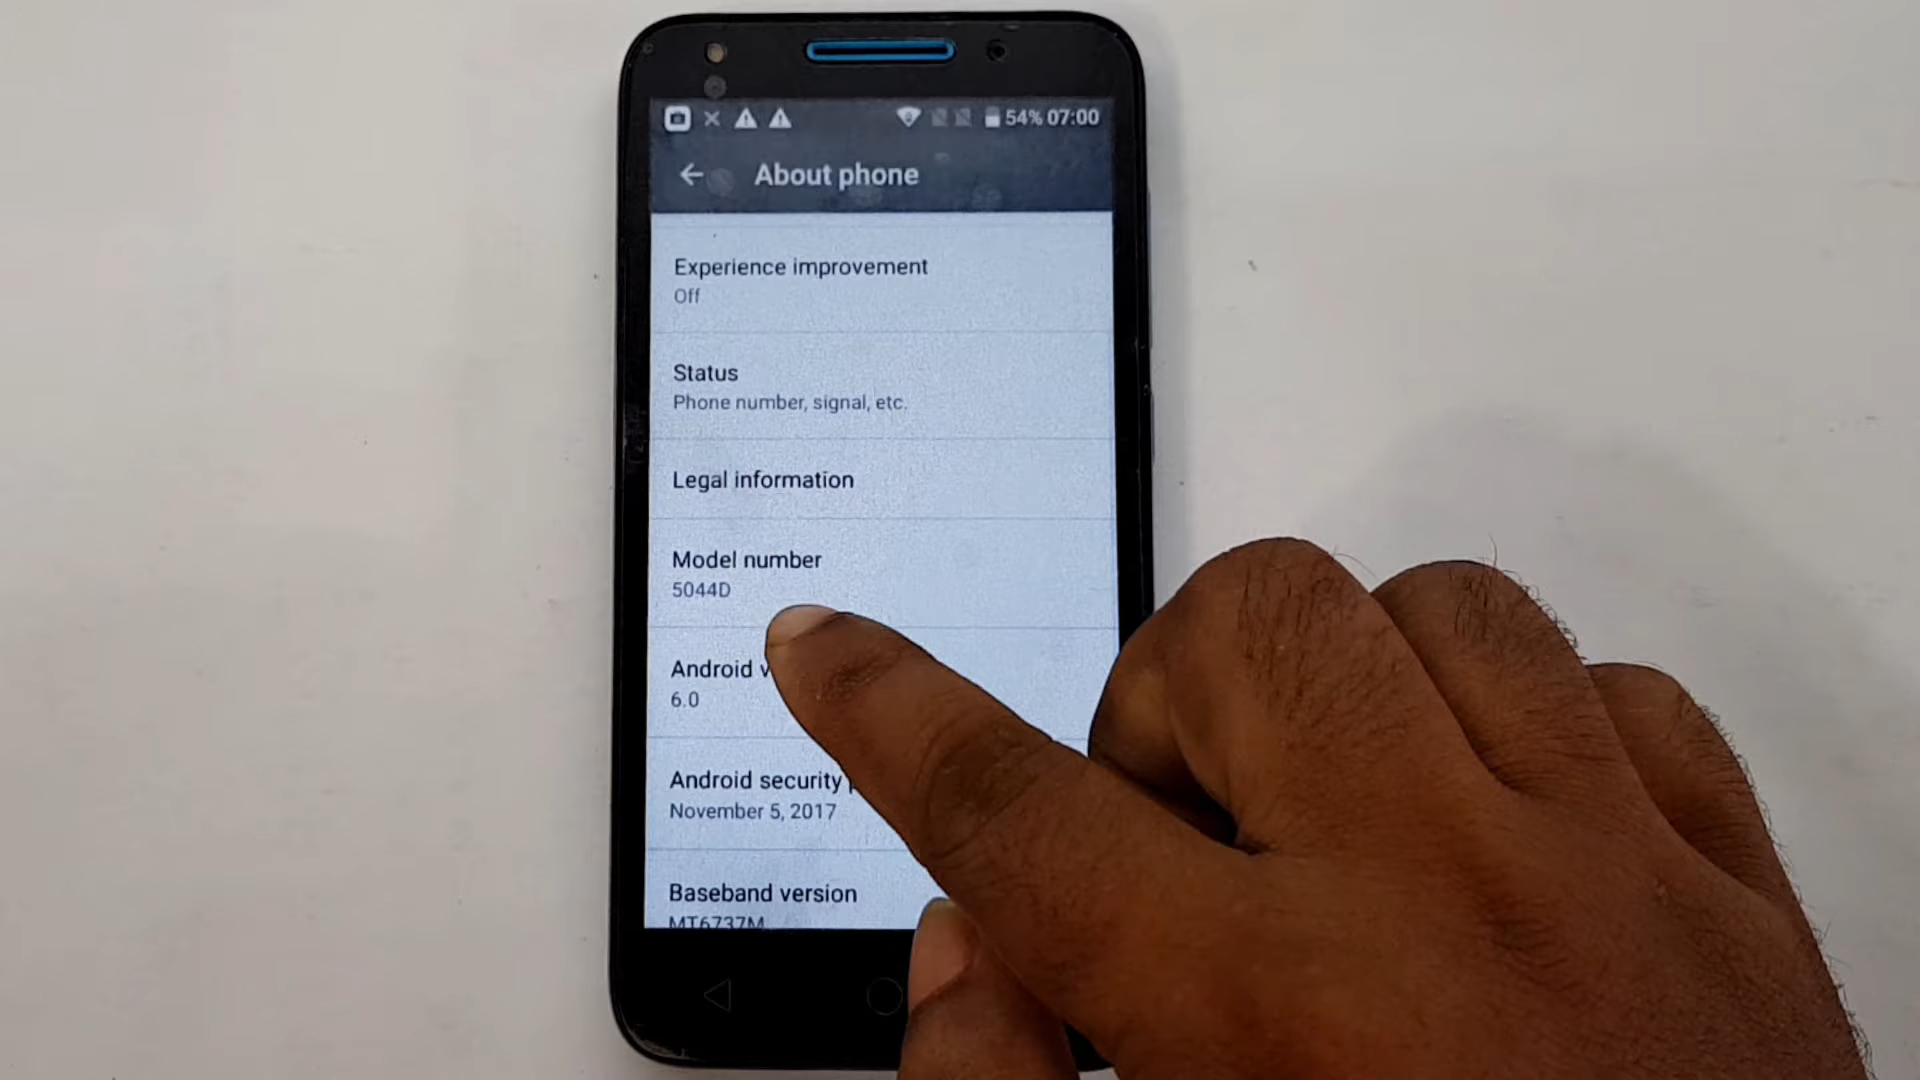 54% 07:00
About phone
Experience improvement
Off
Status
Phone number, signal, etc.
Legal information
Model number
5044D
Android
6.0
Android security
November 5, 2017
Baseband version
MT6737M